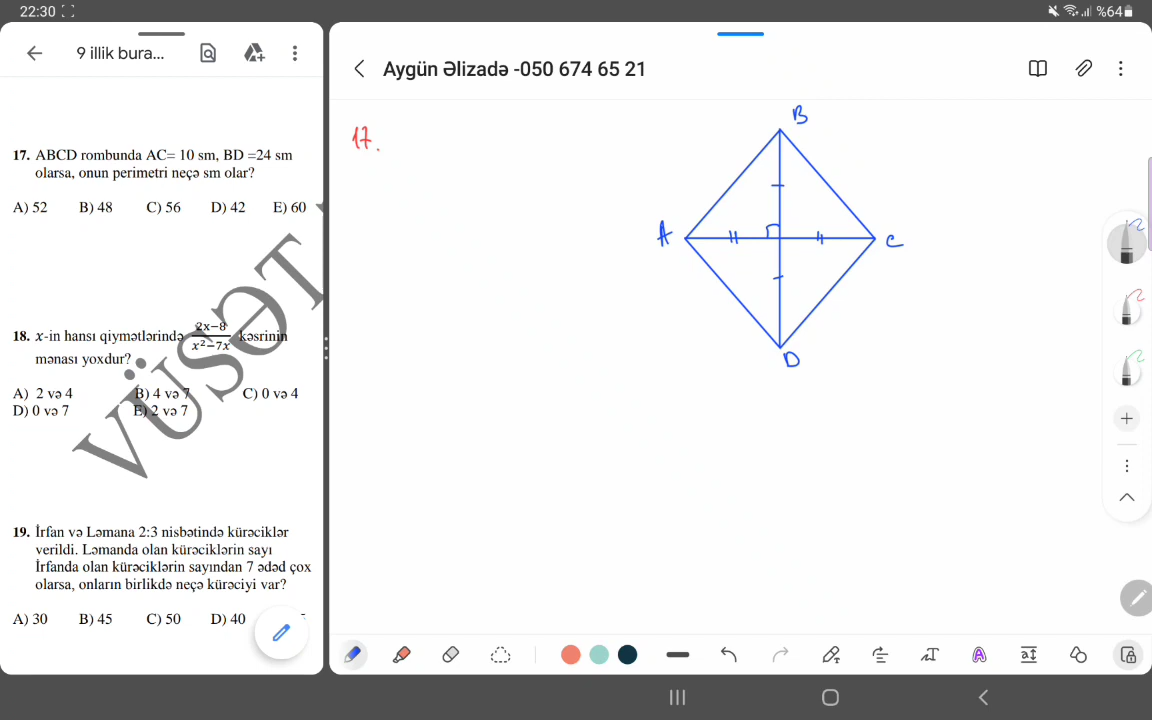 22:30
%64
9 illik bura...
17. ABCD rombunda AC= 10 sm, BD =24 sm
olarsa, onun perimetri neçə sm olar?
A) 52 B) 48 C) 56 D) 42 E) 60
VÜSƏT
18. x-in hansı qiymətlərində 2x−8 / x²−7x kəsrinin
mənası yoxdur?
A) 2 və 4 B) 4 və 7 C) 0 və 4
D) 0 və 7 E) 2 və 7
19. İrfan və Ləmana 2:3 nisbətində kürəciklər
verildi. Ləmanda olan kürəciklərin sayı
İrfanda olan kürəciklərin sayından 7 ədəd çox
olarsa, onların birlikdə neçə kürəciyi var?
A) 30 B) 45 C) 50 D) 40
Aygün Əlizadə -050 674 65 21
17.
B
A
C
D